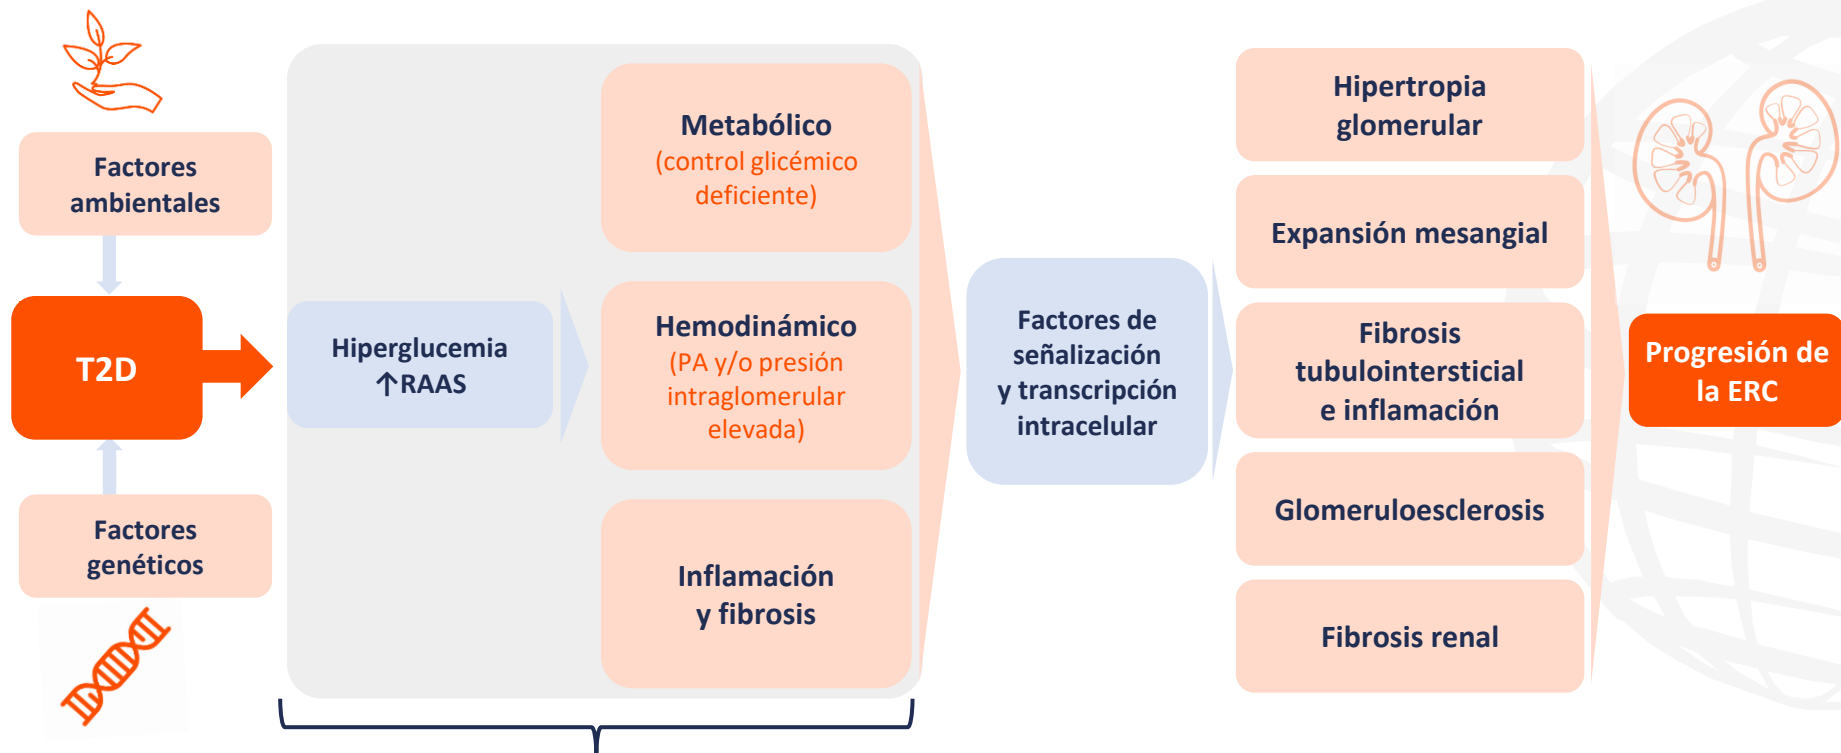 Factores
ambientales
T2D
Factores
genéticos
Hiperglucemia
↑RAAS
Metabólico
(control glicémico
deficiente)
Hemodinámico
(PA y/o presión
intraglomerular
elevada)
Inflamación
y fibrosis
Factores de
señalización
y transcripción
intracelular
Hipertropia
glomerular
Expansión mesangial
Fibrosis
tubulointersticial
e inflamación
Glomeruloesclerosis
Fibrosis renal
Progresión de
la ERC